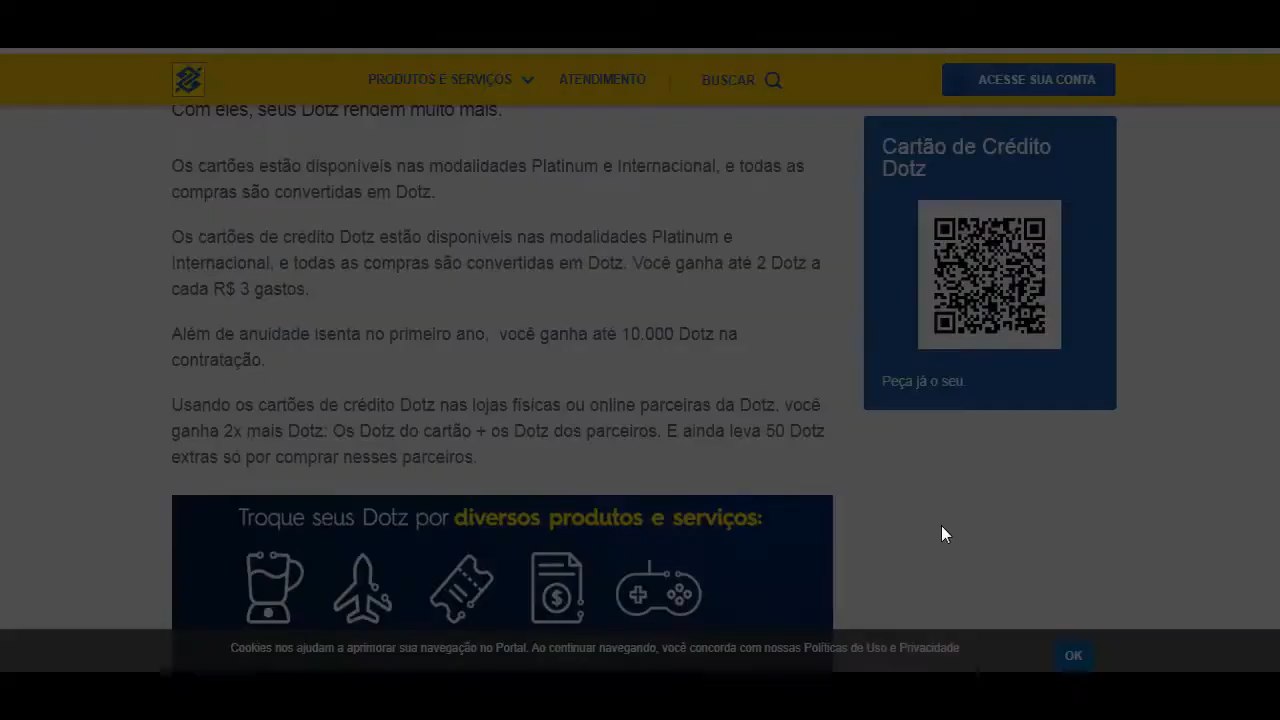 PRODUTOS E SERVIÇOS
ATENDIMENTO
BUSCAR
ACESSE SUA CONTA
Com eles, seus Dotz rendem muito mais.
Os cartões estão disponíveis nas modalidades Platinum e Internacional, e todas as
compras são convertidas em Dotz.
Os cartões de crédito Dotz estão disponíveis nas modalidades Platinum e
Internacional, e todas as compras são convertidas em Dotz. Você ganha até 2 Dotz a
cada R$ 3 gastos.
Além de anuidade isenta no primeiro ano, você ganha até 10.000 Dotz na
contratação.
Usando os cartões de crédito Dotz nas lojas físicas ou online parceiras da Dotz, você
ganha 2x mais Dotz: Os Dotz do cartão + os Dotz dos parceiros. E ainda leva 50 Dotz
extras só por comprar nesses parceiros.
Cartão de Crédito
Dotz
Peça já o seu
Troque seus Dotz por diversos produtos e serviços:
Cookies nos ajudam a aprimorar sua navegação no Portal. Ao continuar navegando, você concorda com nossas Políticas de Uso e Privacidade
OK